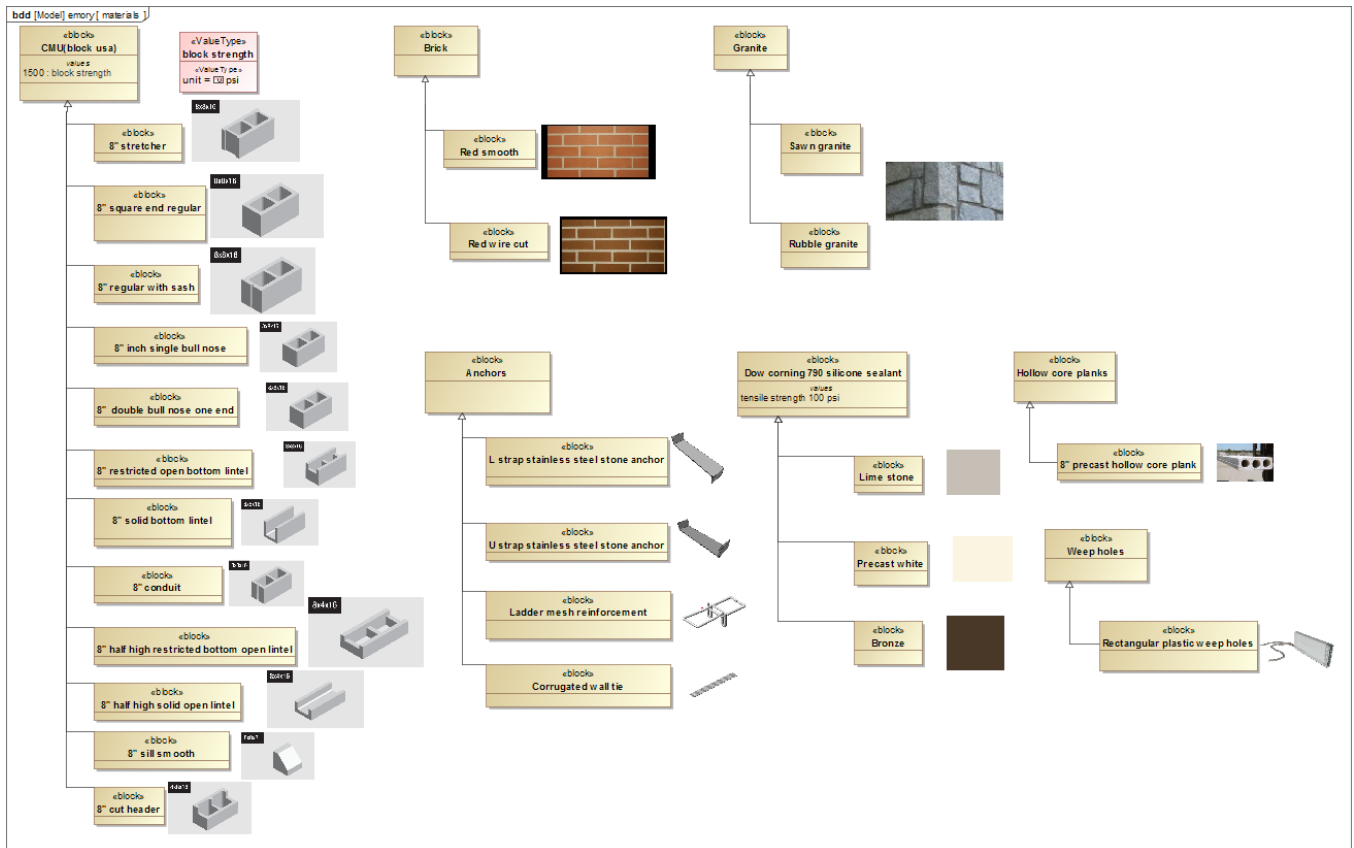 bdd [Model] emory [ materials ]
«block»
CMU(block usa)
values
1500 : block strength
«ValueType»
block strength
«ValueType»
unit = psi
«block»
8" stretcher
8x8x16
«block»
8" square end regular
8x8x16
«block»
8" regular with sash
8x8x16
«block»
8" inch single bull nose
«block»
8" double bull nose one end
«block»
8" restricted open bottom lintel
«block»
8" solid bottom lintel
«block»
8" conduit
«block»
8" half high restricted bottom open lintel
8x4x16
«block»
8" half high solid open lintel
8x4x16
«block»
8" sill smooth
«block»
8" cut header
«block»
Brick
«block»
Red smooth
«block»
Red wire cut
«block»
Granite
«block»
Sawn granite
«block»
Rubble granite
«block»
Anchors
«block»
L strap stainless steel stone anchor
«block»
U strap stainless steel stone anchor
«block»
Ladder mesh reinforcement
«block»
Corrugated wall tie
«block»
Dow corning 790 silicone sealant
values
tensile strength 100 psi
«block»
Lime stone
«block»
Precast white
«block»
Bronze
«block»
Hollow core planks
«block»
8" precast hollow core plank
«block»
Weep holes
«block»
Rectangular plastic weep holes